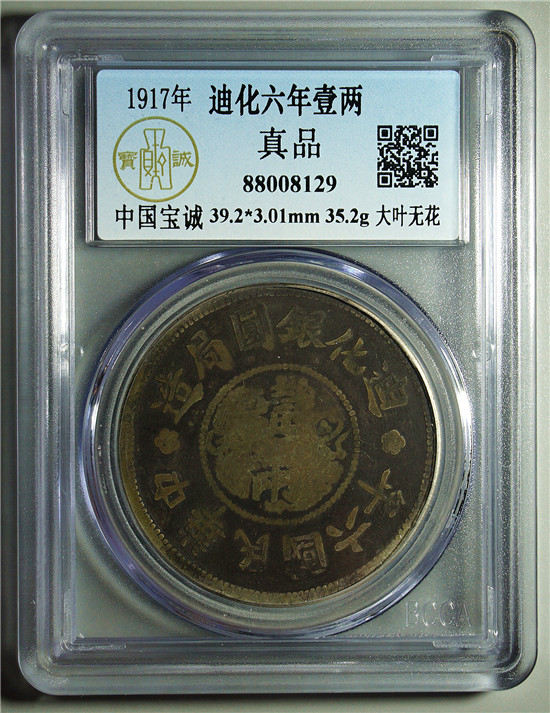 1917年 迪化六年壹两
真品
寶 誠
88008129
中国宝诚 39.2*3.01mm 35.2g 大叶无花
迪化銀圓局造
壹
两
中華民國六年